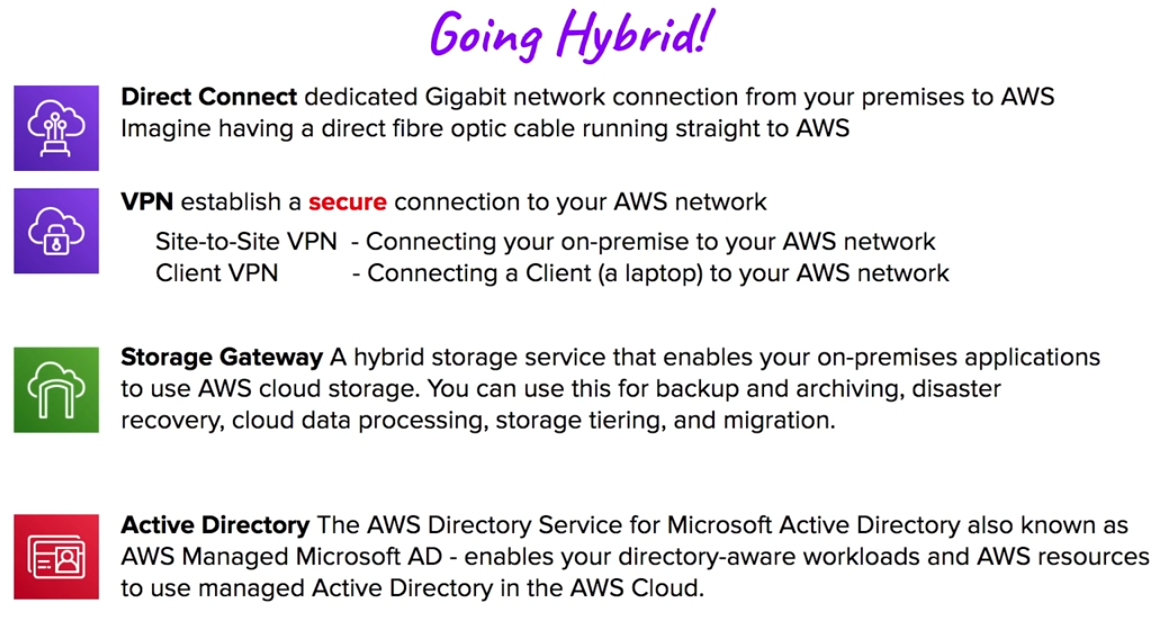 Going Hybrid!
Direct Connect dedicated Gigabit network connection from your premises to AWS
Imagine having a direct fibre optic cable running straight to AWS
VPN establish a secure connection to your AWS network
Site-to-Site VPN - Connecting your on-premise to your AWS network
Client VPN - Connecting a Client (a laptop) to your AWS network
Storage Gateway A hybrid storage service that enables your on-premises applications
to use AWS cloud storage. You can use this for backup and archiving, disaster
recovery, cloud data processing, storage tiering, and migration.
Active Directory The AWS Directory Service for Microsoft Active Directory also known as
AWS Managed Microsoft AD - enables your directory-aware workloads and AWS resources
to use managed Active Directory in the AWS Cloud.